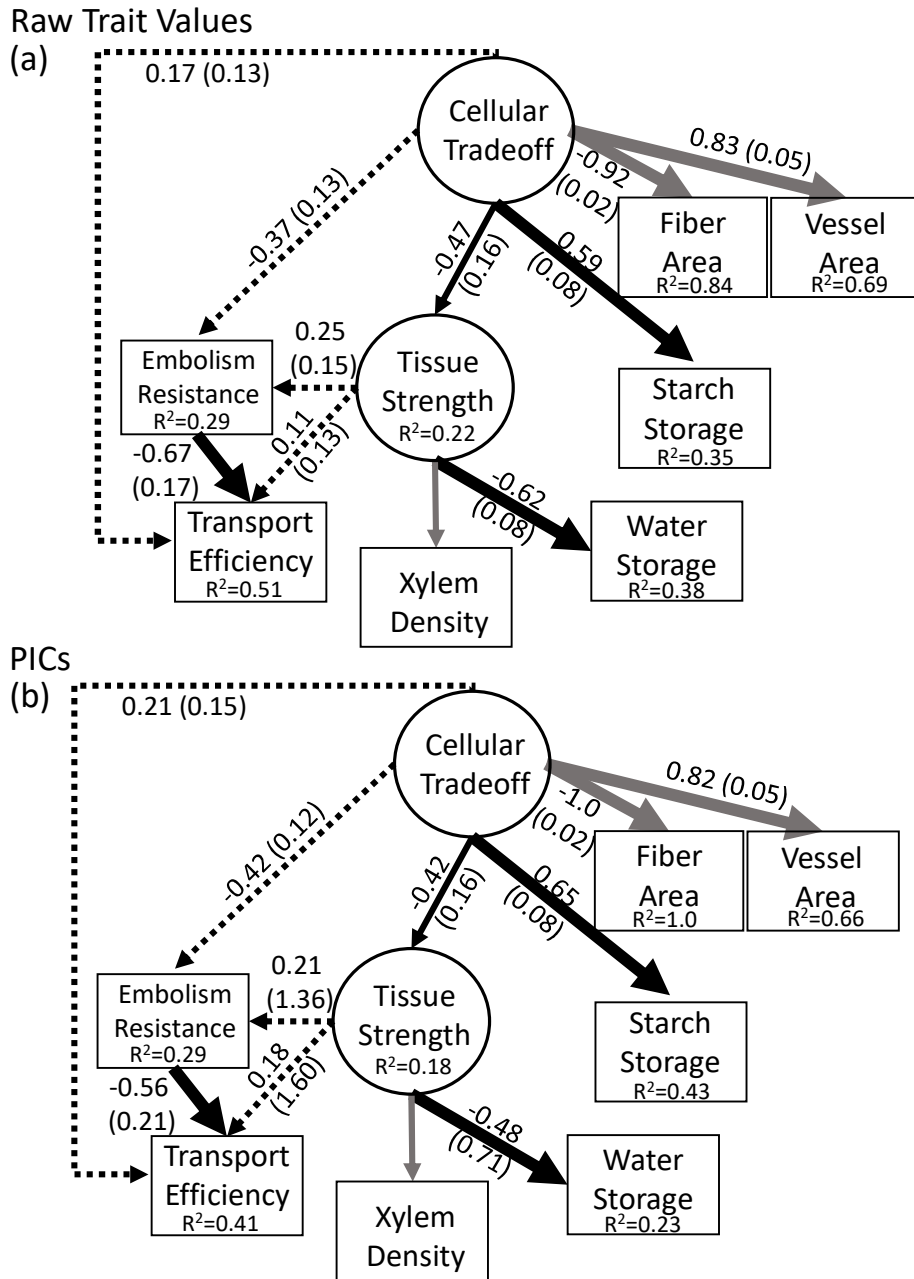 Raw Trait Values
(a)
0.17 (0.13)
Cellular
Tradeoff
0.83 (0.05)
-0.92
(0.02)
Fiber
Area
R²=0.84
Vessel
Area
R²=0.69
-0.37 (0.13)
-0.47
(0.16)
0.59
(0.08)
0.25
(0.15)
Embolism
Resistance
R²=0.29
Tissue
Strength
R²=0.22
Starch
Storage
R²=0.35
0.11
(0.13)
-0.67
(0.17)
-0.62
(0.08)
Transport
Efficiency
R²=0.51
Xylem
Density
Water
Storage
R²=0.38
PICs
(b)
0.21 (0.15)
Cellular
Tradeoff
0.82 (0.05)
-1.0
(0.02)
Fiber
Area
R²=1.0
Vessel
Area
R²=0.66
-0.42 (0.12)
-0.42
(0.16)
0.65
(0.08)
0.21
(1.36)
Embolism
Resistance
R²=0.29
Tissue
Strength
R²=0.18
Starch
Storage
R²=0.43
0.18
(1.60)
-0.56
(0.21)
-0.48
(0.71)
Transport
Efficiency
R²=0.41
Xylem
Density
Water
Storage
R²=0.23